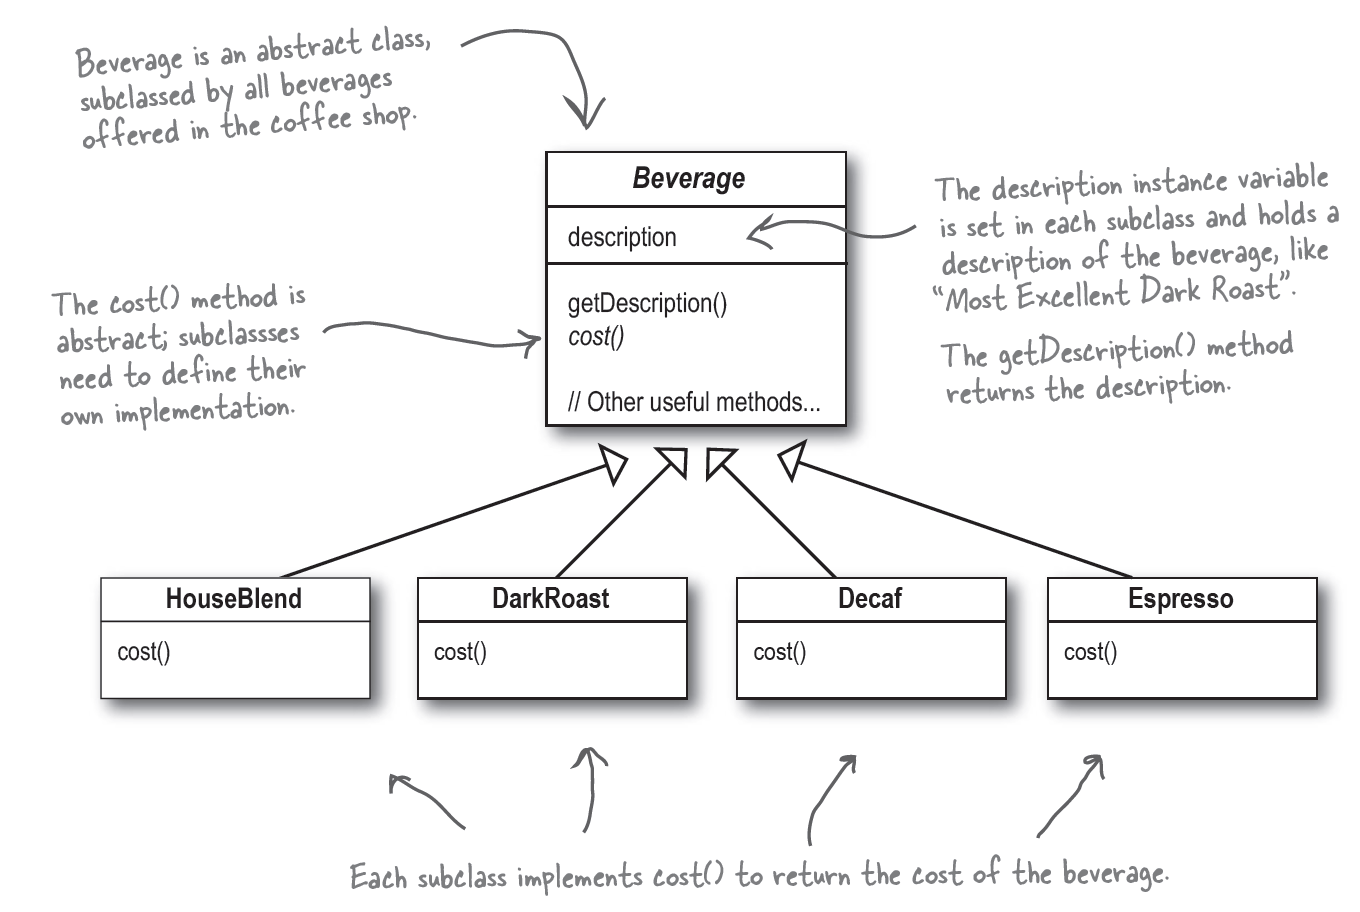 Beverage is an abstract class,
subclassed by all beverages
offered in the coffee shop.
Beverage
description
getDescription()
cost()
// Other useful methods...
The description instance variable
is set in each subclass and holds a
description of the beverage, like
“Most Excellent Dark Roast”.
The getDescription() method
returns the description.
The cost() method is
abstract; subclassses
need to define their
own implementation.
HouseBlend
cost()
DarkRoast
cost()
Decaf
cost()
Espresso
cost()
Each subclass implements cost() to return the cost of the beverage.